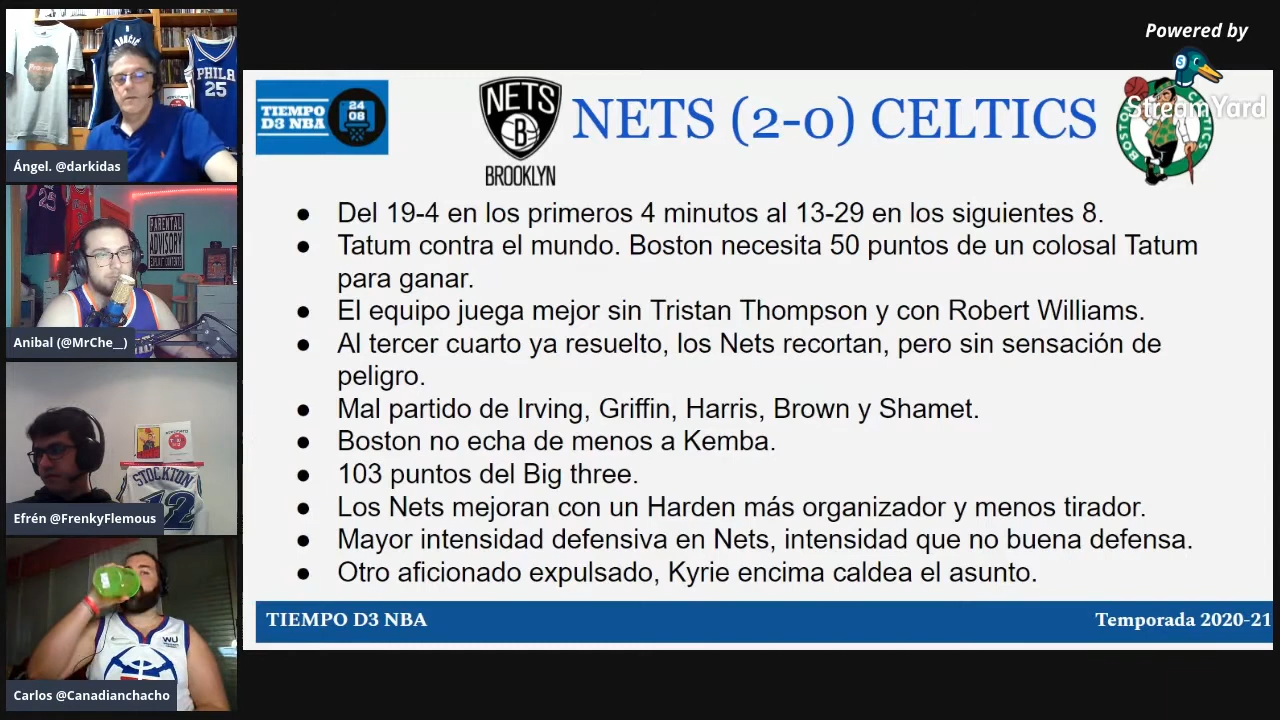 Powered by
StreamYard
PHILA
25
Ángel. @darkidas
PARENTAL
ADVISORY
EXPLICIT CONTENT
Anibal (@MrChe__)
STOCKTON
12
Efrén @FrenkyFlemous
WU
Carlos @Canadianchacho
TIEMPO
D3 NBA
24
08
NETS
B
BROOKLYN
NETS (2-0) CELTICS
BOSTON CELTICS
● Del 19-4 en los primeros 4 minutos al 13-29 en los siguientes 8.
● Tatum contra el mundo. Boston necesita 50 puntos de un colosal Tatum
para ganar.
● El equipo juega mejor sin Tristan Thompson y con Robert Williams.
● Al tercer cuarto ya resuelto, los Nets recortan, pero sin sensación de
peligro.
● Mal partido de Irving, Griffin, Harris, Brown y Shamet.
● Boston no echa de menos a Kemba.
● 103 puntos del Big three.
● Los Nets mejoran con un Harden más organizador y menos tirador.
● Mayor intensidad defensiva en Nets, intensidad que no buena defensa.
● Otro aficionado expulsado, Kyrie encima caldea el asunto.
TIEMPO D3 NBA
Temporada 2020-21